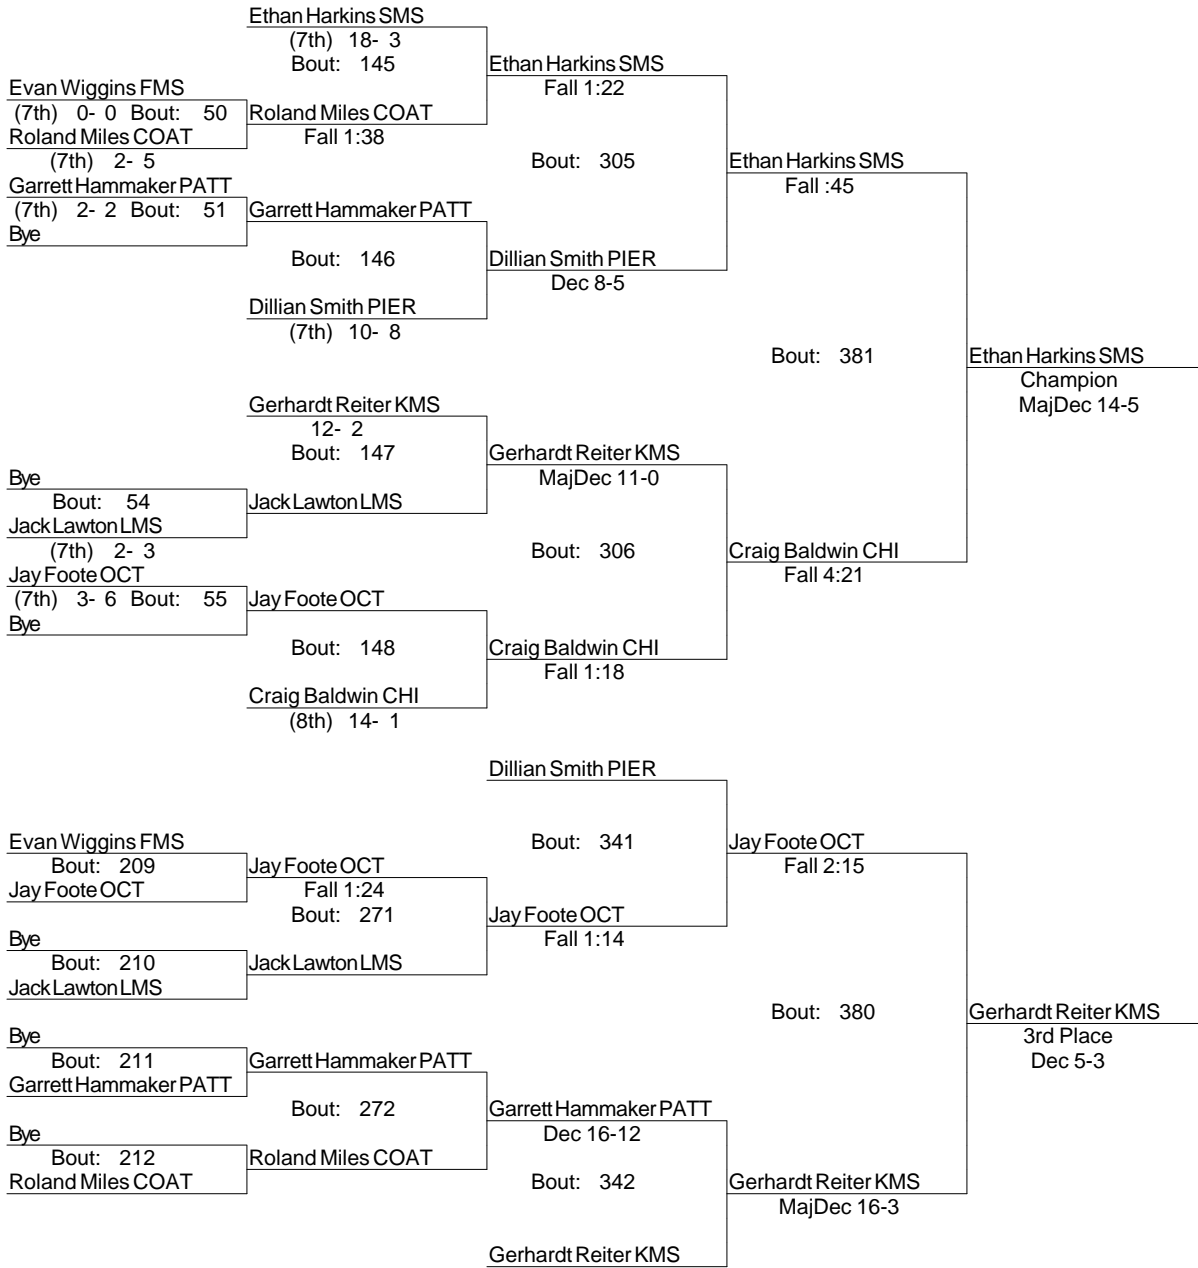 Ethan Harkins SMS
(7th) 18- 3
Bout: 145
Ethan Harkins SMS
Evan Wiggins FMS
Fall 1:22
(7th) 0- 0 Bout: 50
Roland Miles COAT
Roland Miles COAT
Fall 1:38
(7th) 2- 5
Bout: 305
Ethan Harkins SMS
Garrett Hammaker PATT
Fall :45
(7th) 2- 2 Bout: 51
Garrett Hammaker PATT
Bye
Bout: 146
Dillian Smith PIER
Dec 8-5
Dillian Smith PIER
(7th) 10- 8
Bout: 381
Ethan Harkins SMS
Champion
MajDec 14-5
Gerhardt Reiter KMS
12- 2
Bout: 147
Gerhardt Reiter KMS
Bye
MajDec 11-0
Bout: 54
Jack Lawton LMS
Jack Lawton LMS
(7th) 2- 3
Bout: 306
Craig Baldwin CHI
Jay Foote OCT
Fall 4:21
(7th) 3- 6 Bout: 55
Jay Foote OCT
Bye
Bout: 148
Craig Baldwin CHI
Fall 1:18
Craig Baldwin CHI
(8th) 14- 1
Dillian Smith PIER
Evan Wiggins FMS
Bout: 341
Jay Foote OCT
Bout: 209
Jay Foote OCT
Fall 2:15
Jay Foote OCT
Fall 1:24
Bout: 271
Jay Foote OCT
Bye
Fall 1:14
Bout: 210
Jack Lawton LMS
Jack Lawton LMS
Bout: 380
Gerhardt Reiter KMS
Bye
3rd Place
Bout: 211
Garrett Hammaker PATT
Dec 5-3
Garrett Hammaker PATT
Bout: 272
Garrett Hammaker PATT
Bye
Dec 16-12
Bout: 212
Roland Miles COAT
Roland Miles COAT
Bout: 342
Gerhardt Reiter KMS
MajDec 16-3
Gerhardt Reiter KMS